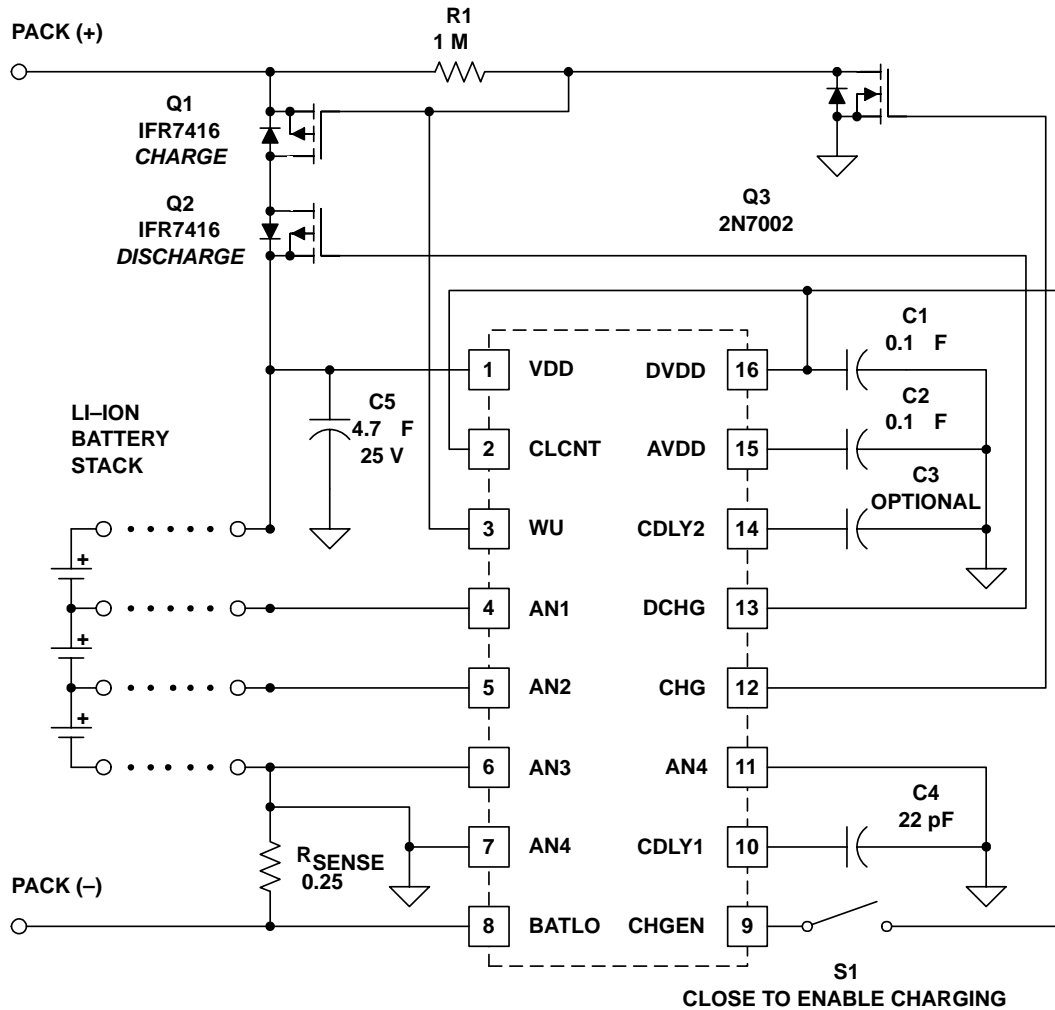 PACK (+)
R1
1 M
Q1
IFR7416
CHARGE
Q2
IFR7416
DISCHARGE
Q3
2N7002
LI–ION
BATTERY
STACK
C5
4.7 F
25 V
C1
0.1 F
C2
0.1 F
C3
OPTIONAL
1 VDD DVDD 16
2 CLCNT AVDD 15
3 WU CDLY2 14
4 AN1 DCHG 13
5 AN2 CHG 12
6 AN3 AN4 11
7 AN4 CDLY1 10
8 BATLO CHGEN 9
+
+
+
C4
22 pF
RSENSE
0.25
PACK (–)
S1
CLOSE TO ENABLE CHARGING